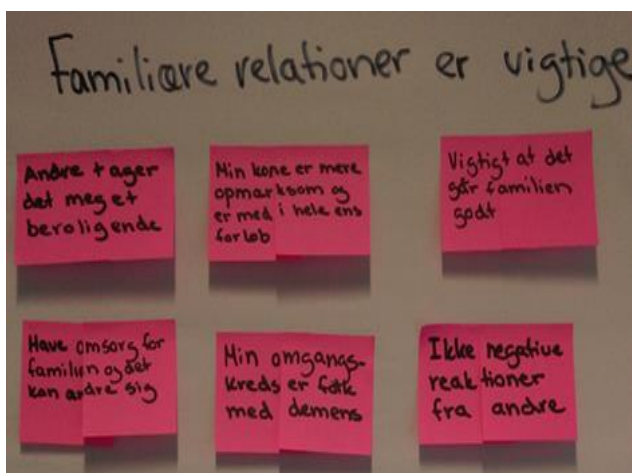 Familiære relationer er vigtige
Andre tager
det meget
beroligende
Min kone er mere
opmærksom og
er med i hele ens
forløb
Vigtigt at det
går familien
godt
Have omsorg for
familien og det
kan ændre sig
Min omgangs-
kreds er folk
med demens
Ikke negative
reaktioner
fra andre